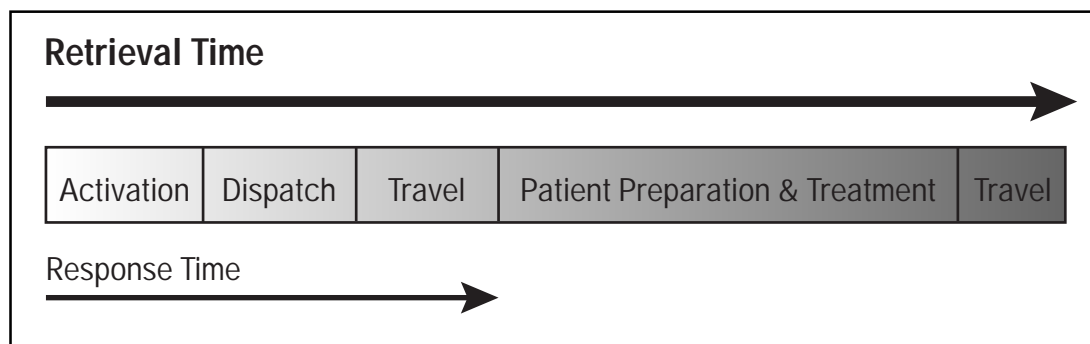 Retrieval Time
Activation Dispatch Travel Patient Preparation & Treatment Travel
Response Time